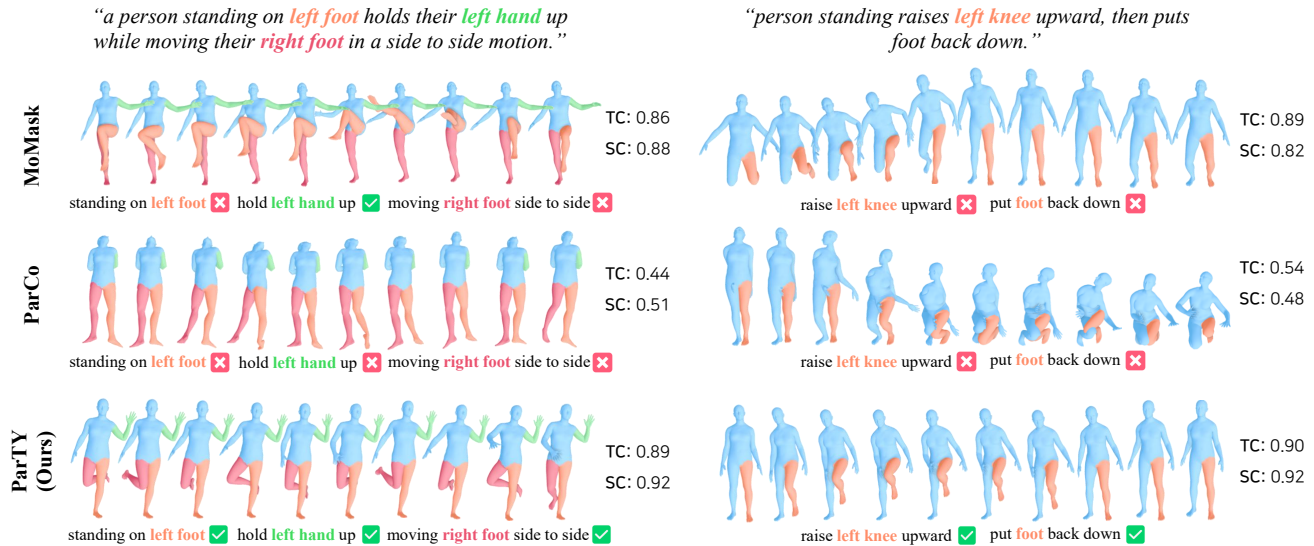 “a person standing on left foot holds their left hand up
while moving their right foot in a side to side motion.”
“person standing raises left knee upward, then puts
foot back down.”
MoMask
TC: 0.86
SC: 0.88
standing on left foot hold left hand up moving right foot side to side
TC: 0.89
SC: 0.82
raise left knee upward put foot back down
ParCo
TC: 0.44
SC: 0.51
standing on left foot hold left hand up moving right foot side to side
TC: 0.54
SC: 0.48
raise left knee upward put foot back down
ParTY
(Ours)
TC: 0.89
SC: 0.92
standing on left foot hold left hand up moving right foot side to side
TC: 0.90
SC: 0.92
raise left knee upward put foot back down